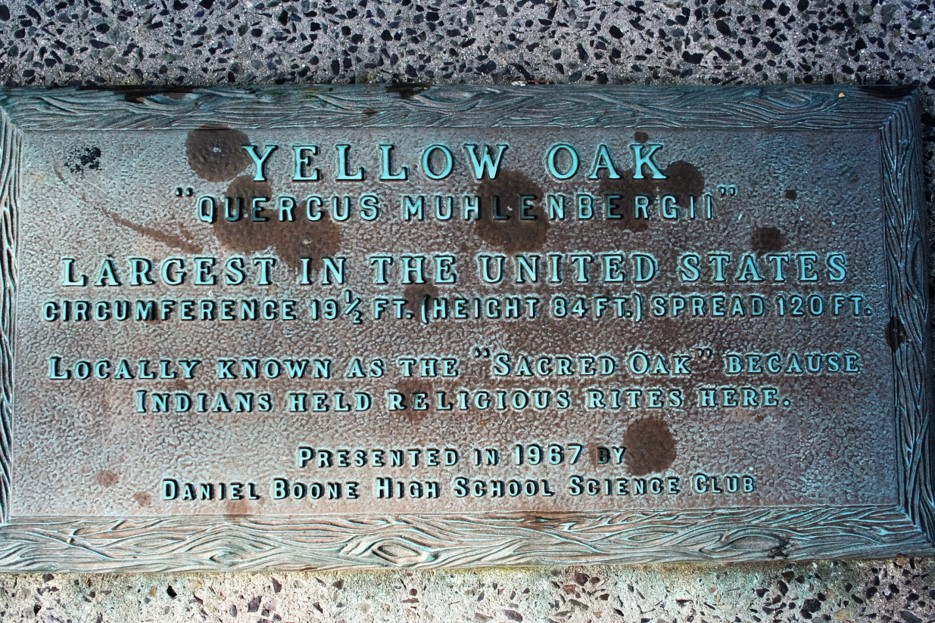 YELLOW OAK
"QUERCUS MUHLENBERGII"
LARGEST IN THE UNITED STATES
CIRCUMFERENCE 19½ FT. (HEIGHT 84 FT.) SPREAD 120 FT.
LOCALLY KNOWN AS THE "SACRED OAK" BECAUSE
INDIANS HELD RELIGIOUS RITES HERE.
PRESENTED IN 1967 BY
DANIEL BOONE HIGH SCHOOL SCIENCE CLUB